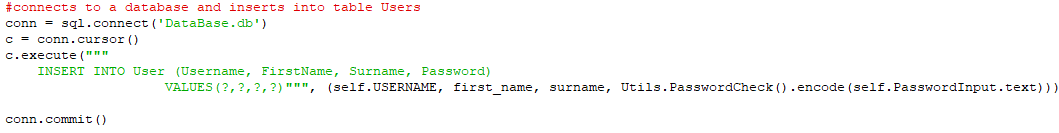 #connects to a database and inserts into table Users
conn = sql.connect('DataBase.db')
c = conn.cursor()
c.execute("""
    INSERT INTO User (Username, FirstName, Surname, Password)
                    VALUES(?,?,?,?)""", (self.USERNAME, first_name, surname, Utils.PasswordCheck().encode(self.PasswordInput.text)))
conn.commit()